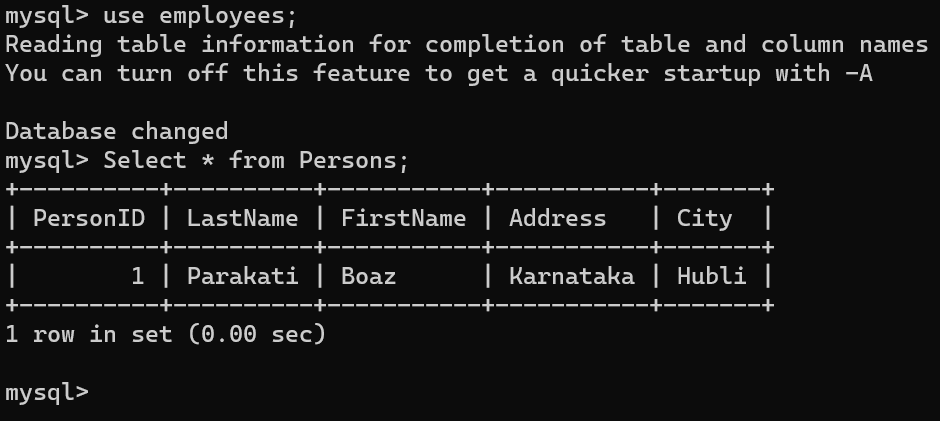 mysql> use employees;
Reading table information for completion of table and column names
You can turn off this feature to get a quicker startup with -A

Database changed
mysql> Select * from Persons;
+----------+----------+-----------+-----------+-------+
| PersonID | LastName | FirstName | Address   | City  |
+----------+----------+-----------+-----------+-------+
|        1 | Parakati | Boaz      | Karnataka | Hubli |
+----------+----------+-----------+-----------+-------+
1 row in set (0.00 sec)

mysql>